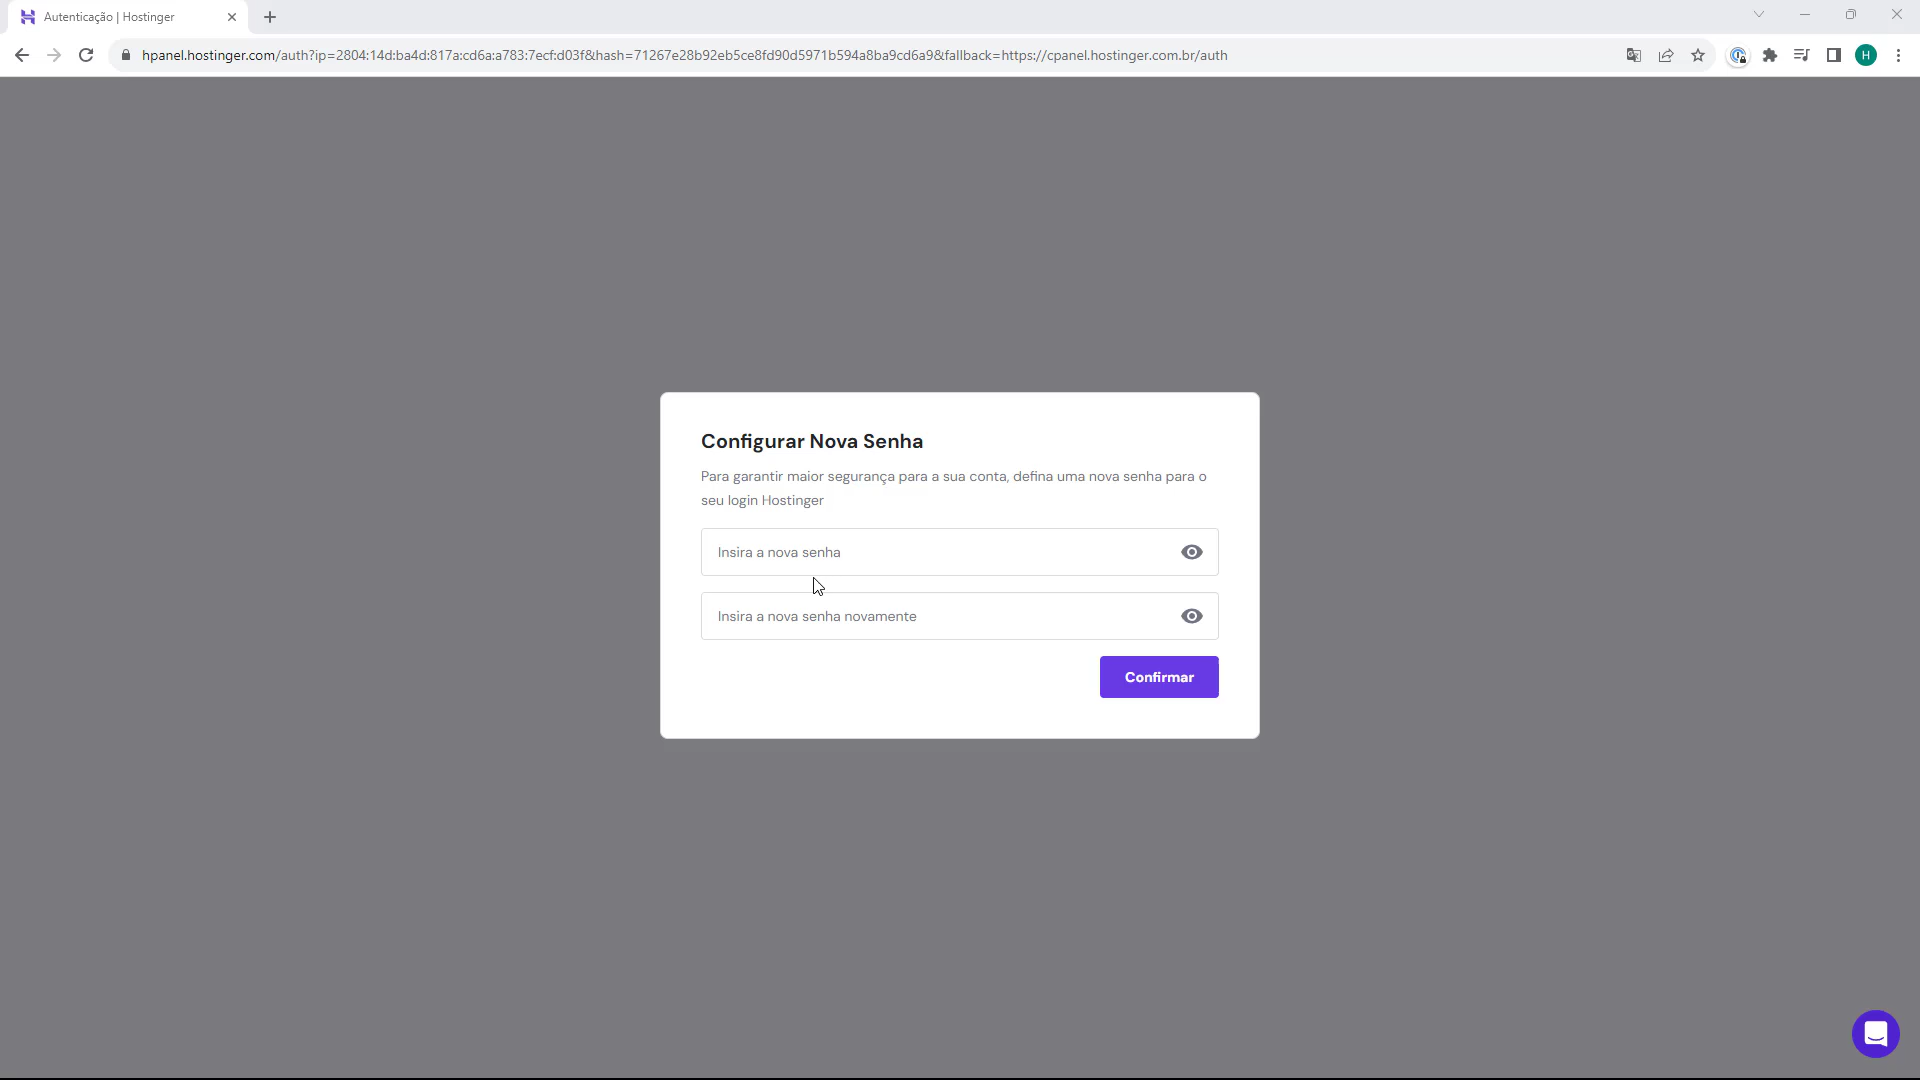 Autenticação | Hostinger
hpanel.hostinger.com/auth?ip=2804:14d:ba4d:817a:cd6a:a783:7ecf:d03f&hash=71267e28b92eb5ce8fd90d5971b594a8ba9cd6a9&fallback=https://cpanel.hostinger.com.br/auth
H
Configurar Nova Senha
Para garantir maior segurança para a sua conta, defina uma nova senha para o
seu login Hostinger
Insira a nova senha
Insira a nova senha novamente
Confirmar